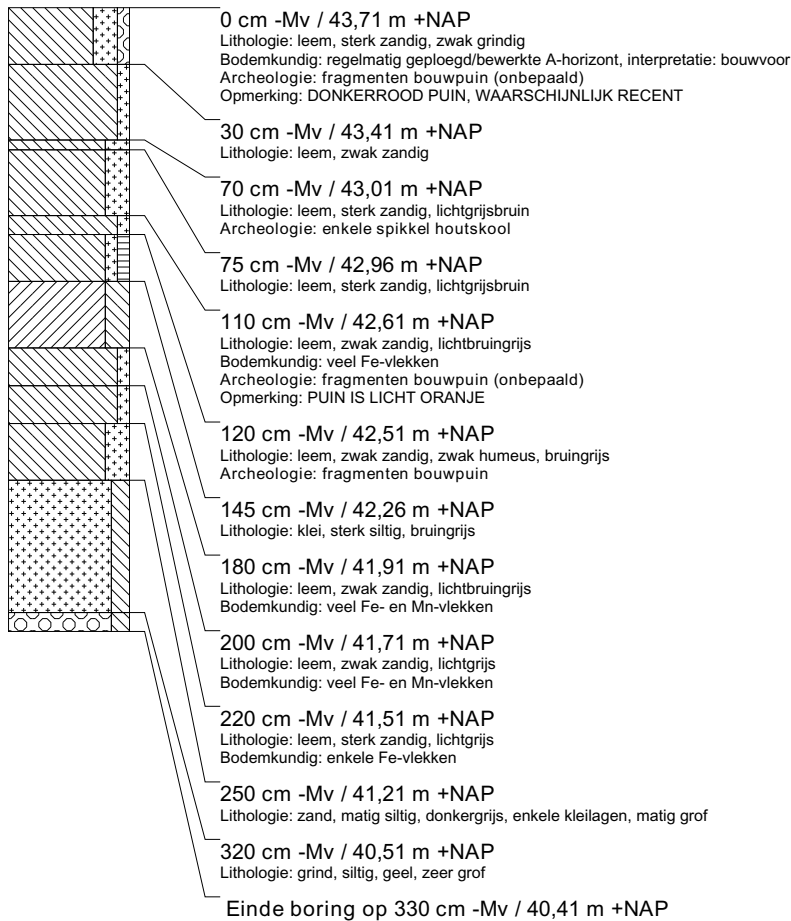 0 cm -Mv / 43,71 m +NAP
Lithologie: leem, sterk zandig, zwak grindig
Bodemkundig: regelmatig geploegd/bewerkte A-horizont, interpretatie: bouwvoor
Archeologie: fragmenten bouwpuin (onbepaald)
Opmerking: DONKERROOD PUIN, WAARSCHIJNLIJK RECENT
30 cm -Mv / 43,41 m +NAP
Lithologie: leem, zwak zandig
70 cm -Mv / 43,01 m +NAP
Lithologie: leem, sterk zandig, lichtgrijsbruin
Archeologie: enkele spikkel houtskool
75 cm -Mv / 42,96 m +NAP
Lithologie: leem, sterk zandig, lichtgrijsbruin
110 cm -Mv / 42,61 m +NAP
Lithologie: leem, zwak zandig, lichtbruingrijs
Bodemkundig: veel Fe-vlekken
Archeologie: fragmenten bouwpuin (onbepaald)
Opmerking: PUIN IS LICHT ORANJE
120 cm -Mv / 42,51 m +NAP
Lithologie: leem, zwak zandig, zwak humeus, bruingrijs
Archeologie: fragmenten bouwpuin
145 cm -Mv / 42,26 m +NAP
Lithologie: klei, sterk siltig, bruingrijs
180 cm -Mv / 41,91 m +NAP
Lithologie: leem, zwak zandig, lichtbruingrijs
Bodemkundig: veel Fe- en Mn-vlekken
200 cm -Mv / 41,71 m +NAP
Lithologie: leem, zwak zandig, lichtgrijs
Bodemkundig: veel Fe- en Mn-vlekken
220 cm -Mv / 41,51 m +NAP
Lithologie: leem, sterk zandig, lichtgrijs
Bodemkundig: enkele Fe-vlekken
250 cm -Mv / 41,21 m +NAP
Lithologie: zand, matig siltig, donkergrijs, enkele kleilagen, matig grof
320 cm -Mv / 40,51 m +NAP
Lithologie: grind, siltig, geel, zeer grof
Einde boring op 330 cm -Mv / 40,41 m +NAP